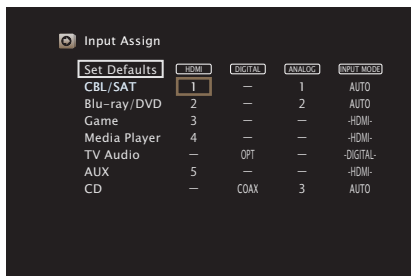 Input Assign
Set Defaults HDMI DIGITAL ANALOG INPUT MODE
CBL/SAT 1 – 1 AUTO
Blu-ray/DVD 2 – 2 AUTO
Game 3 – – -HDMI-
Media Player 4 – – -HDMI-
TV Audio – OPT – -DIGITAL-
AUX 5 – – -HDMI-
CD – COAX 3 AUTO